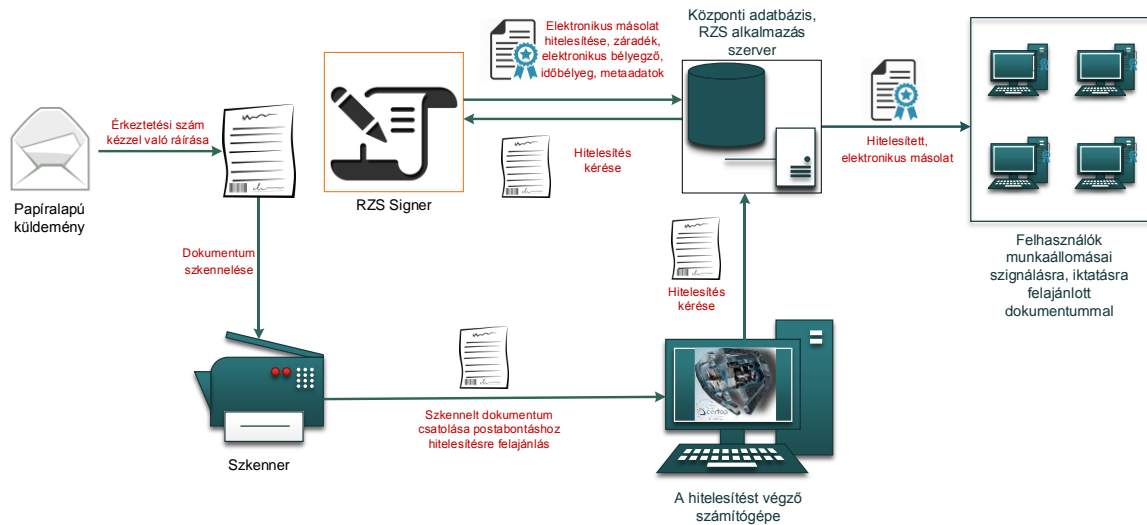 Elektronikus másolat
hitelesítése, záradék,
elektronikus bélyegző,
időbélyeg, metaadatok
Központi adatbázis,
RZS alkalmazás
szerver
Érkeztetési szám
kézzel való ráírása
Hitelesítés
kérése
Hitelesített,
elektronikus másolat
Papíralapú
küldemény
RZS Signer
Dokumentum
szkennelése
Hitelesítés
kérése
Felhasználók
munkaállomásai
szignálásra, iktatásra
felajánlott
dokumentummal
Szkennelt dokumentum
csatolása postabontáshoz
hitelesítésre felajánlás
certop
Szkenner
A hitelesítést végző
számítógépe